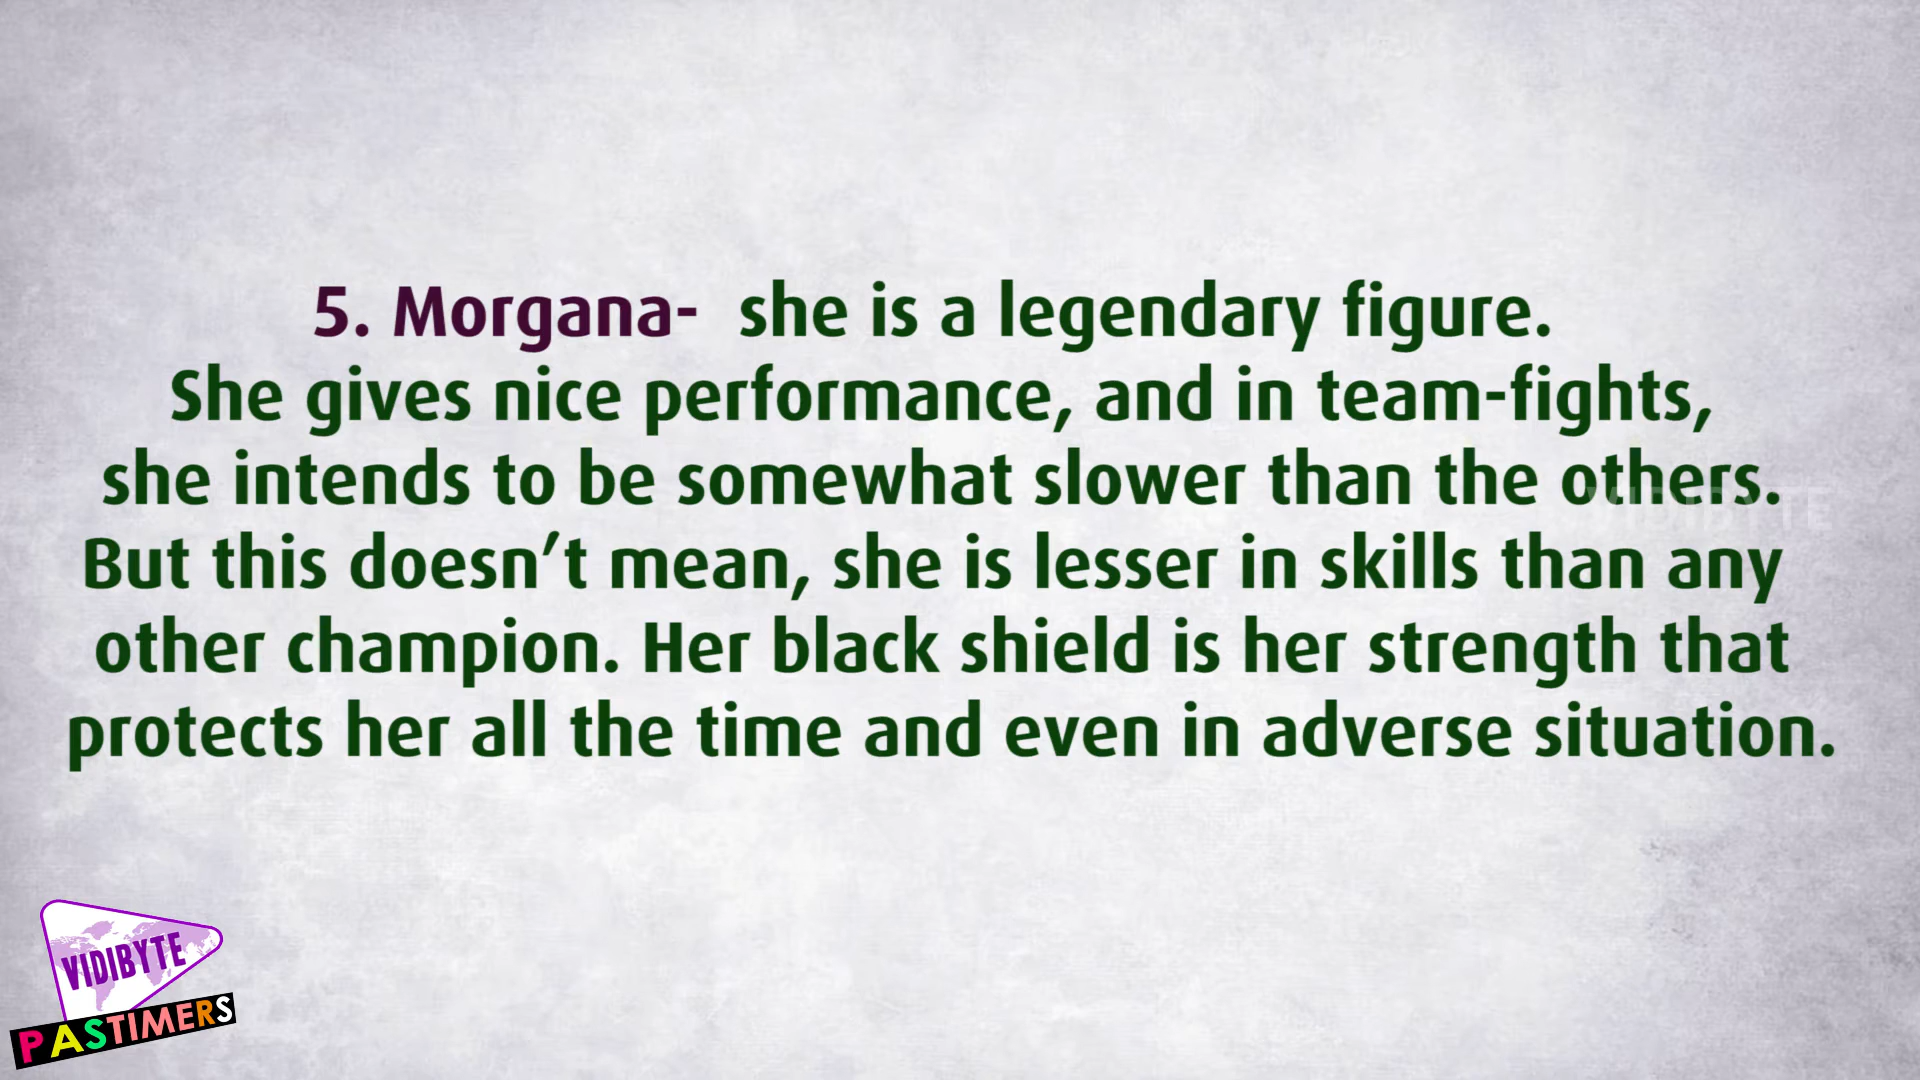 5. Morgana-  she is a legendary figure.
She gives nice performance, and in team-fights,
she intends to be somewhat slower than the others.
But this doesn’t mean, she is lesser in skills than any
other champion. Her black shield is her strength that
protects her all the time and even in adverse situation.
VIDIBYTE
VIDIBYTE
PASTIMERS